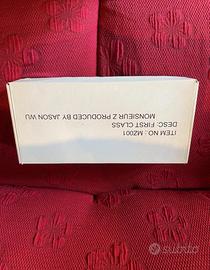 ITEM NO.: MZ001
DESC: FIRST CLASS
MONSIEUR Z PRODUCED BY JASON WU
subito